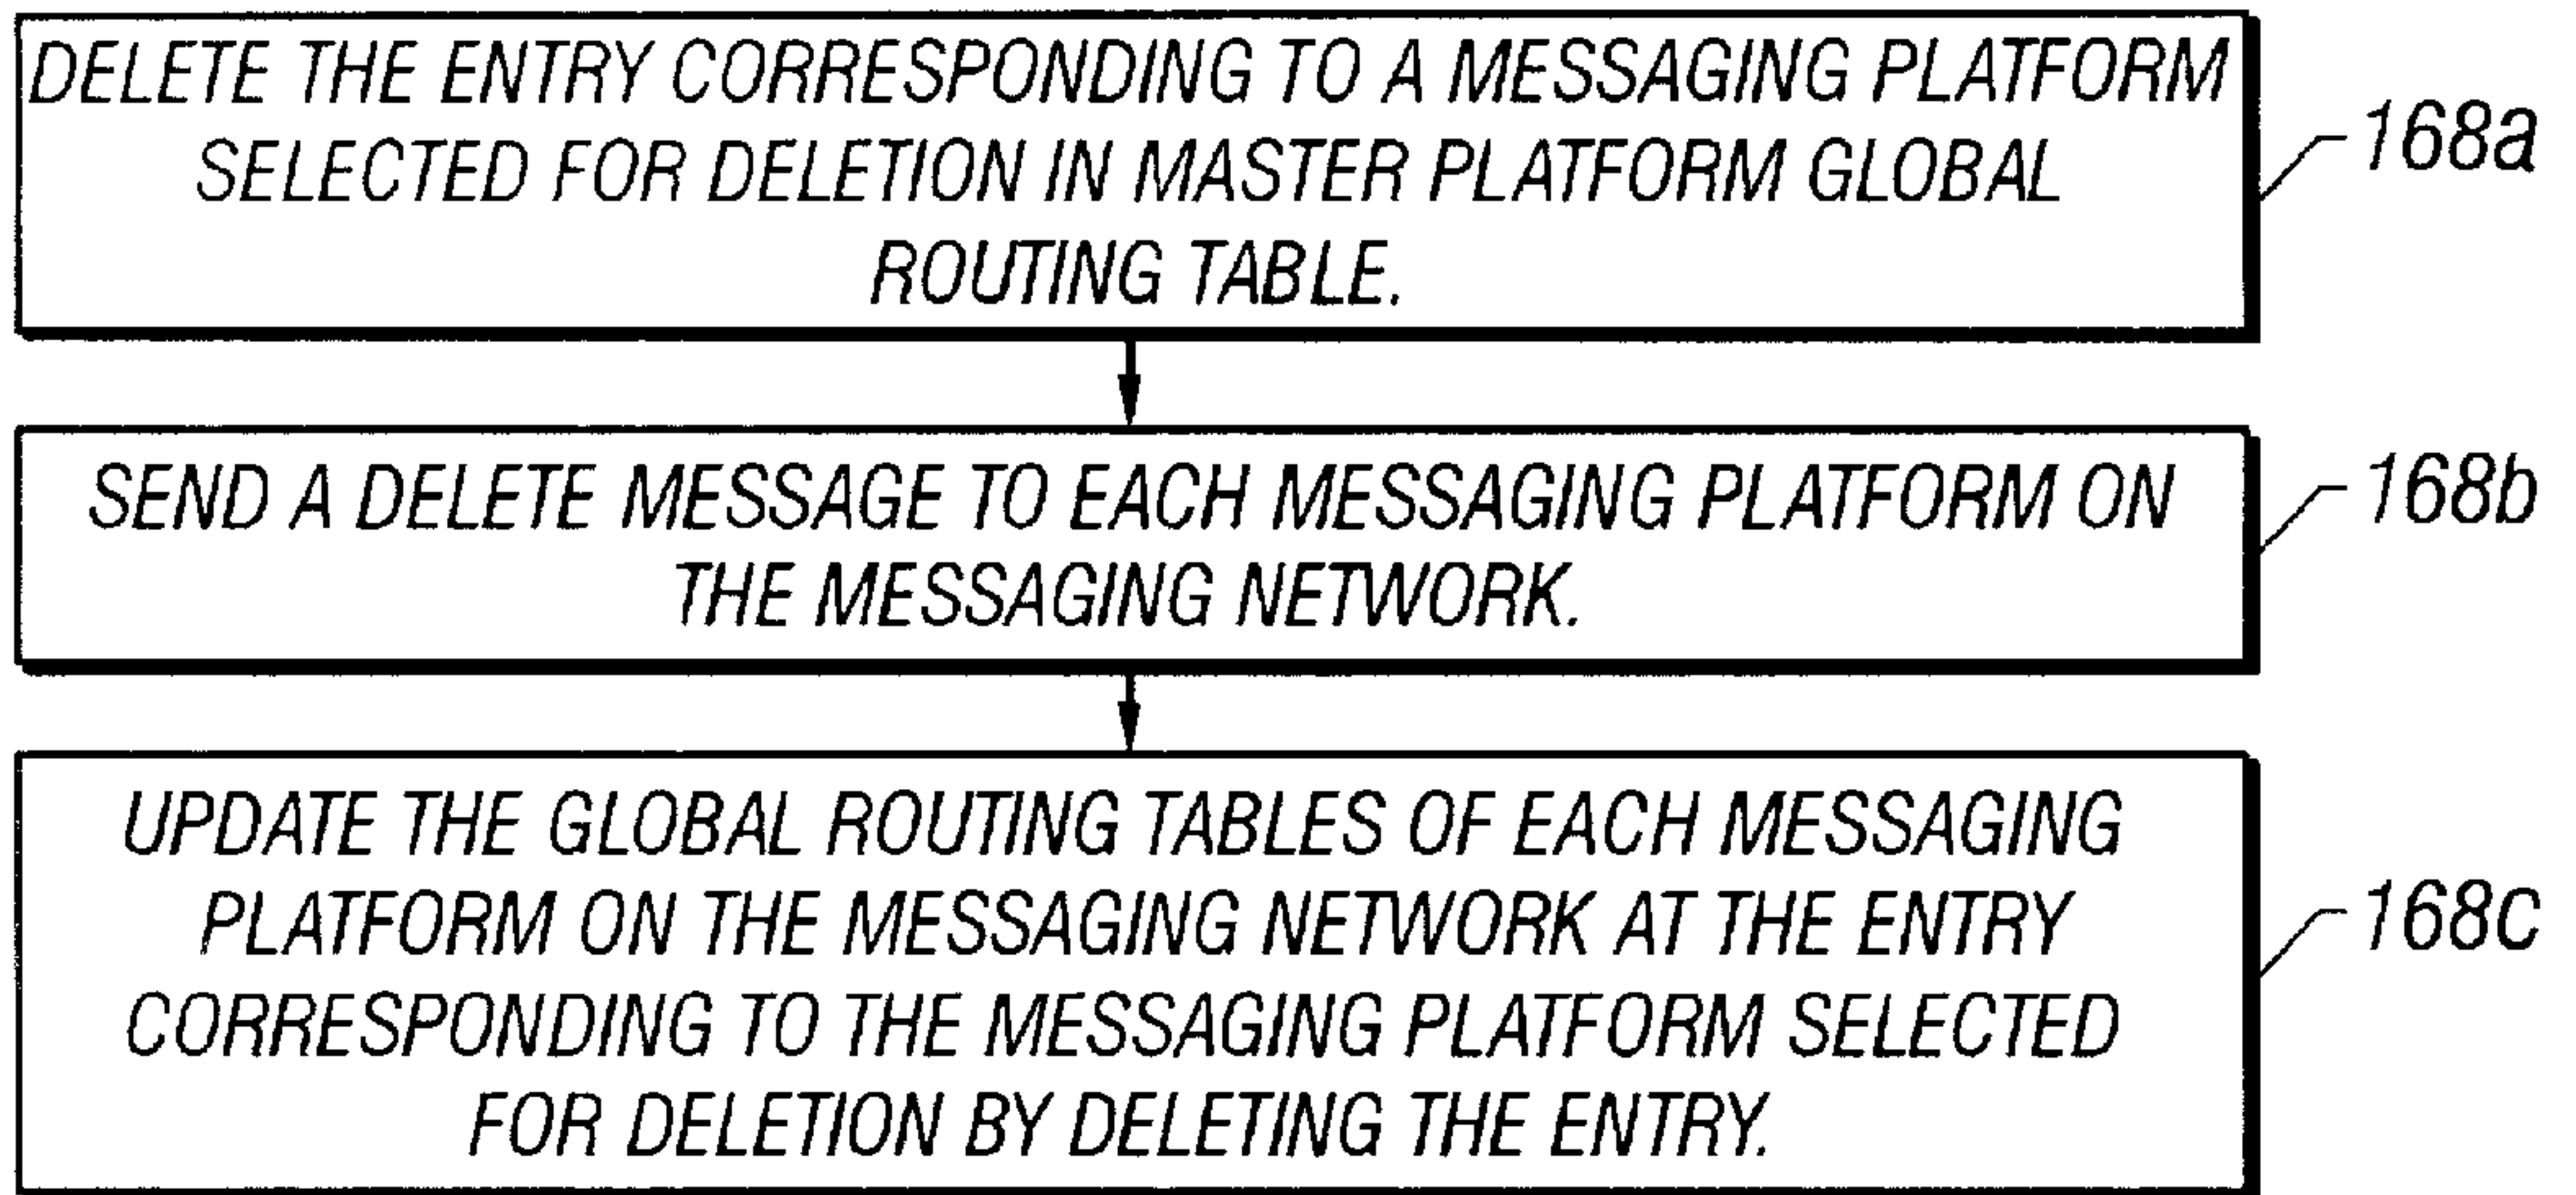 DELETE THE ENTRY CORRESPONDING TO A MESSAGING PLATFORM
SELECTED FOR DELETION IN MASTER PLATFORM GLOBAL
ROUTING TABLE.
168a
SEND A DELETE MESSAGE TO EACH MESSAGING PLATFORM ON
THE MESSAGING NETWORK.
168b
UPDATE THE GLOBAL ROUTING TABLES OF EACH MESSAGING
PLATFORM ON THE MESSAGING NETWORK AT THE ENTRY
CORRESPONDING TO THE MESSAGING PLATFORM SELECTED
FOR DELETION BY DELETING THE ENTRY.
168c